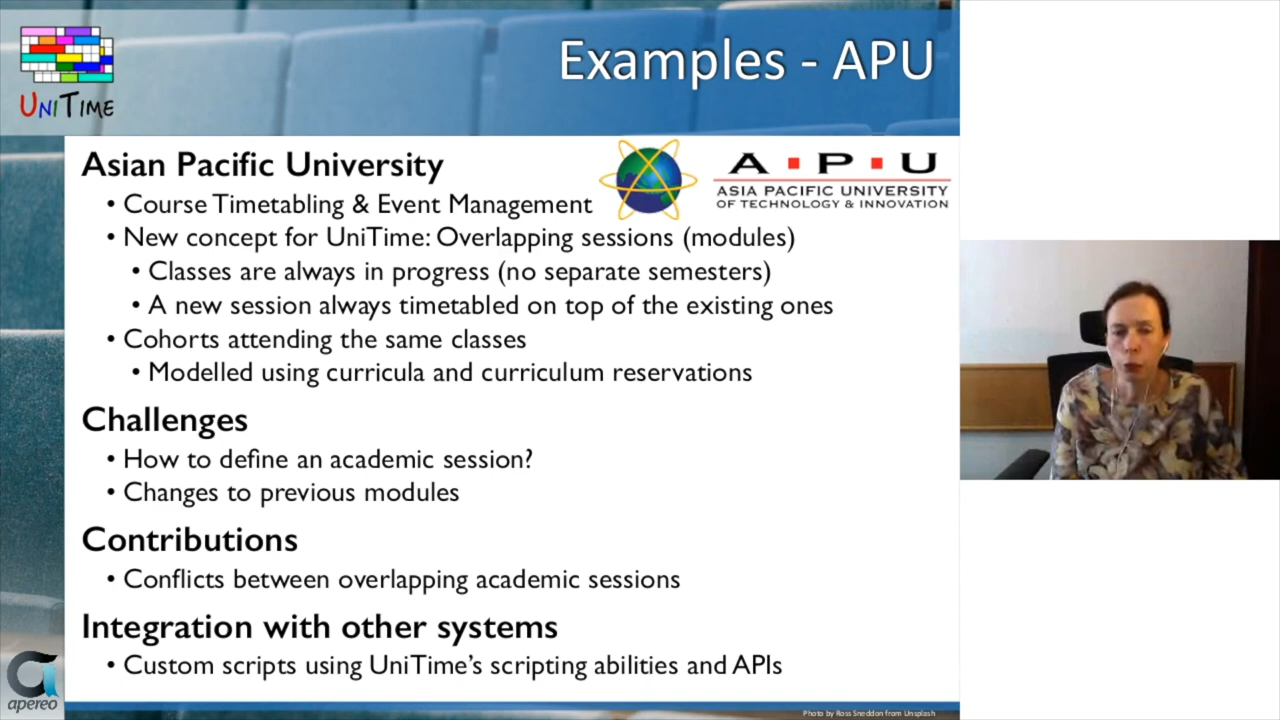 UNITIME
Examples - APU
Asian Pacific University
A P U
ASIA PACIFIC UNIVERSITY
OF TECHNOLOGY & INNOVATION
• Course Timetabling & Event Management
• New concept for UniTime: Overlapping sessions (modules)
• Classes are always in progress (no separate semesters)
• A new session always timetabled on top of the existing ones
• Cohorts attending the same classes
• Modelled using curricula and curriculum reservations
Challenges
• How to define an academic session?
• Changes to previous modules
Contributions
• Conflicts between overlapping academic sessions
Integration with other systems
• Custom scripts using UniTime's scripting abilities and APIs
apereo
Photo by Ross Sneddon from Unsplash